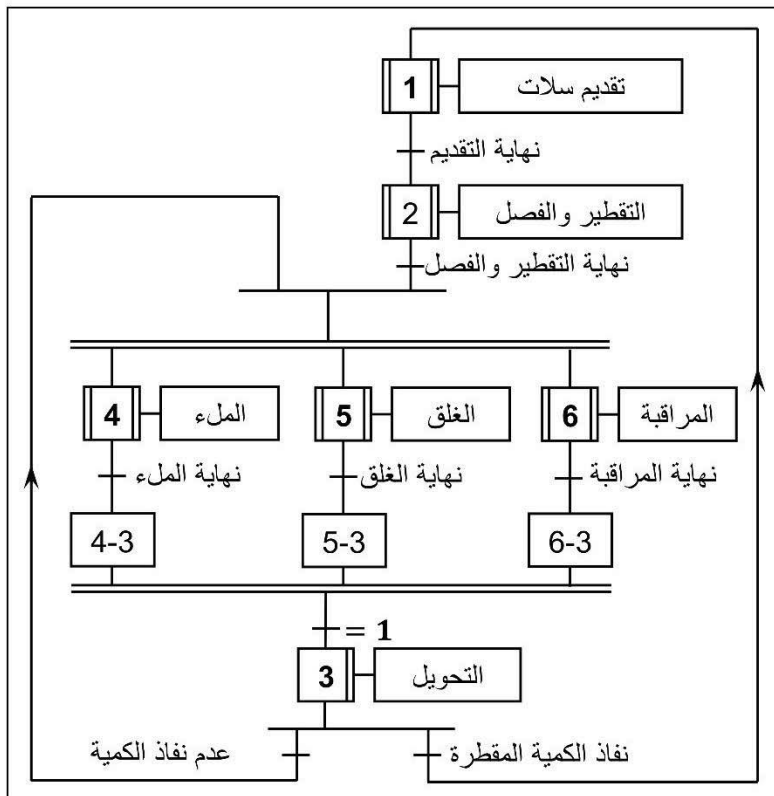 1 تقديم سلات
نهاية التقديم
2 التقطير والفصل
نهاية التقطير والفصل
4 الملء 5 الغلق 6 المراقبة
نهاية الملء نهاية الغلق نهاية المراقبة
4-3 5-3 6-3
= 1
3 التحويل
عدم نفاذ الكمية نفاذ الكمية المقطرة